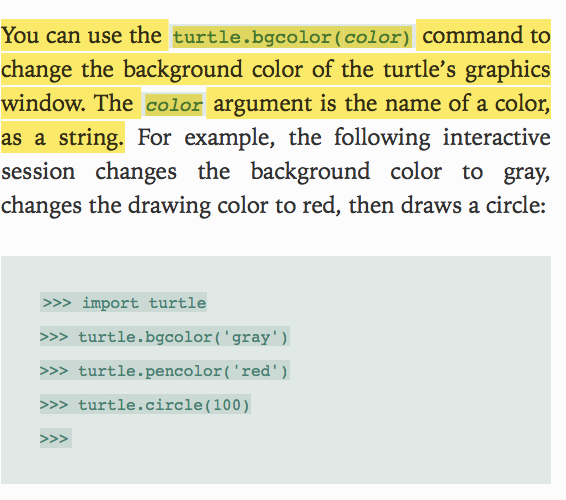 You can use the turtle.bgcolor(color) command to
change the background color of the turtle’s graphics
window. The color argument is the name of a color,
as a string. For example, the following interactive
session changes the background color to gray,
changes the drawing color to red, then draws a circle:
>>> import turtle
>>> turtle.bgcolor('gray')
>>> turtle.pencolor('red')
>>> turtle.circle(100)
>>>